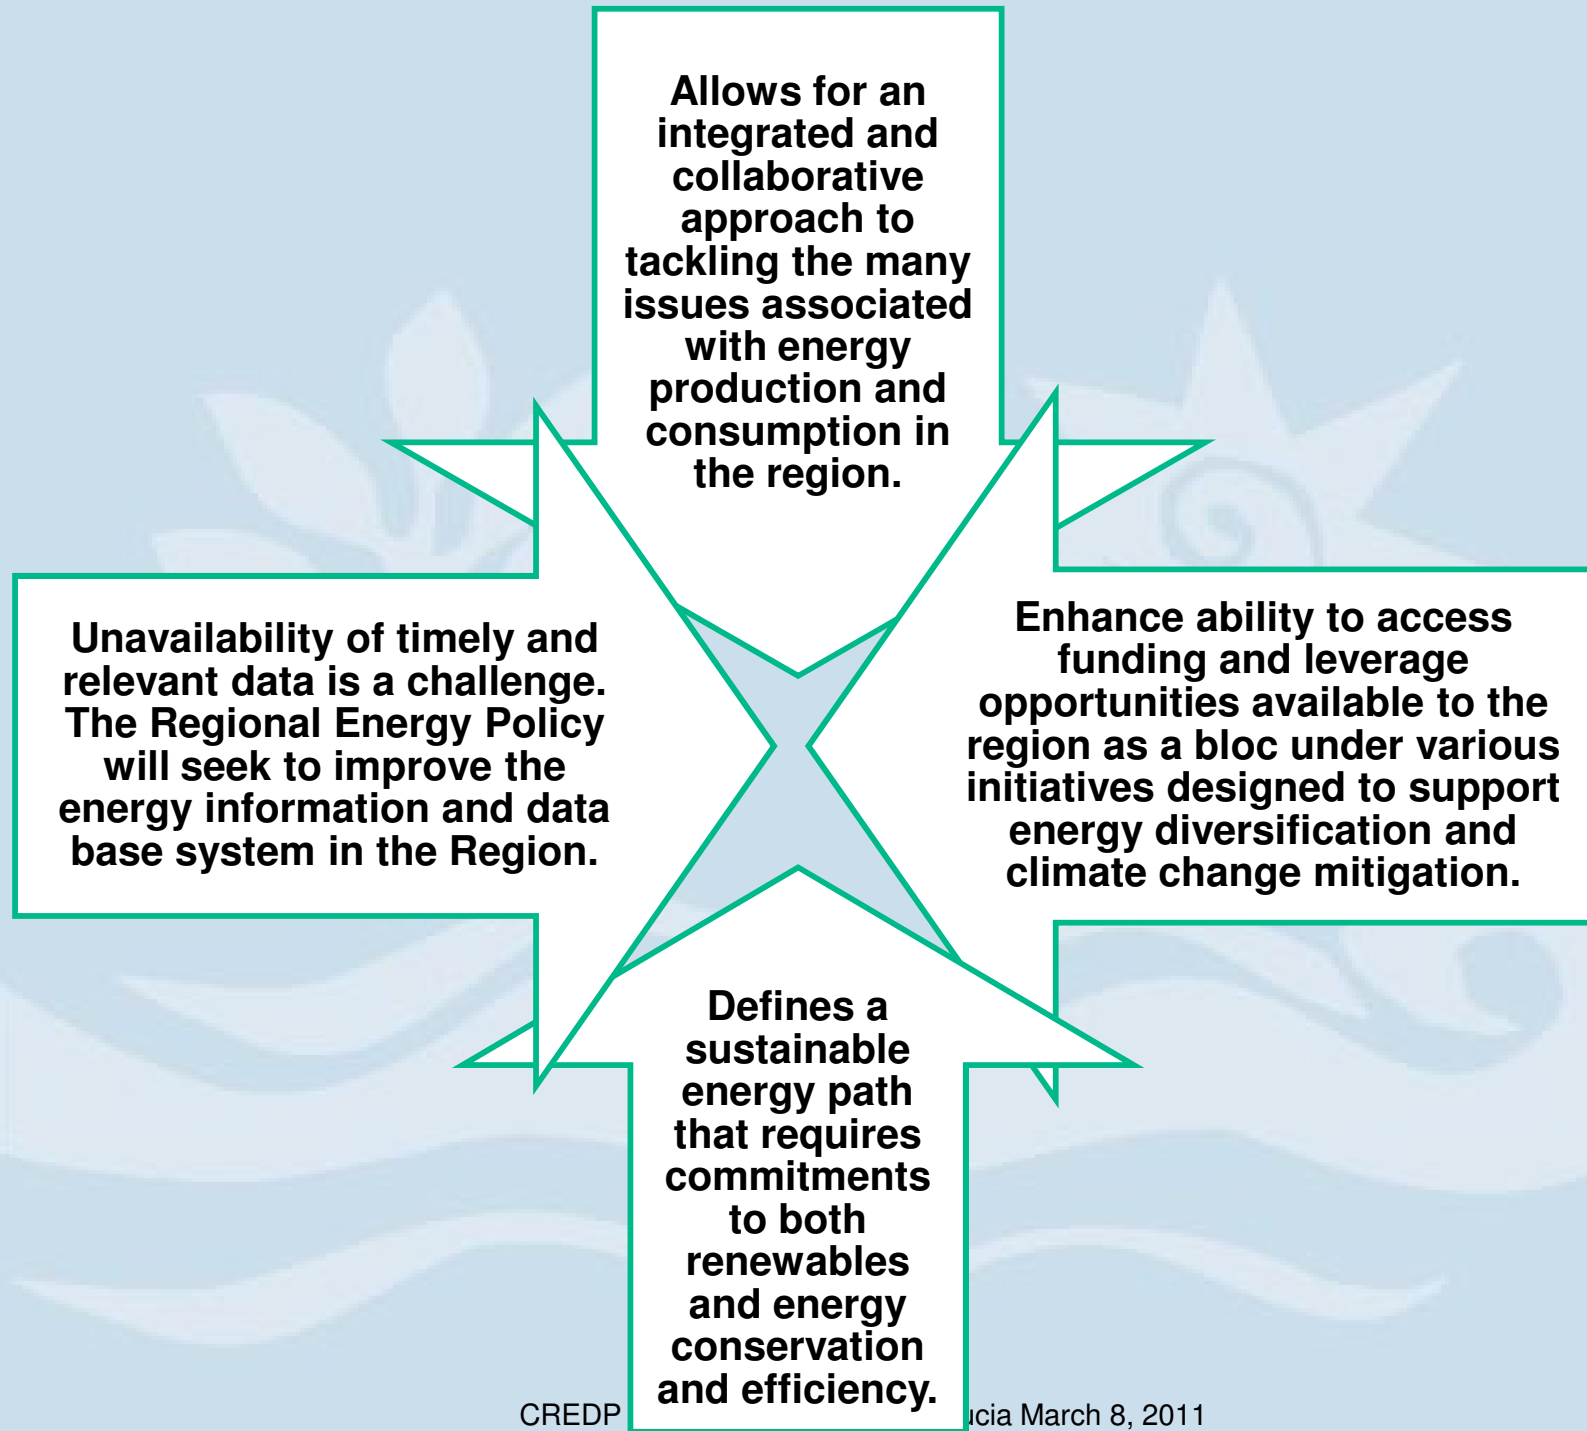 Allows for an
integrated and
collaborative
approach to
tackling the many
issues associated
with energy
production and
consumption in
the region.
Unavailability of timely and
relevant data is a challenge.
The Regional Energy Policy
will seek to improve the
energy information and data
base system in the Region.
Enhance ability to access
funding and leverage
opportunities available to the
region as a bloc under various
initiatives designed to support
energy diversification and
climate change mitigation.
Defines a
sustainable
energy path
that requires
commitments
to both
renewables
and energy
conservation
and efficiency.
CREDP March 8, 2011